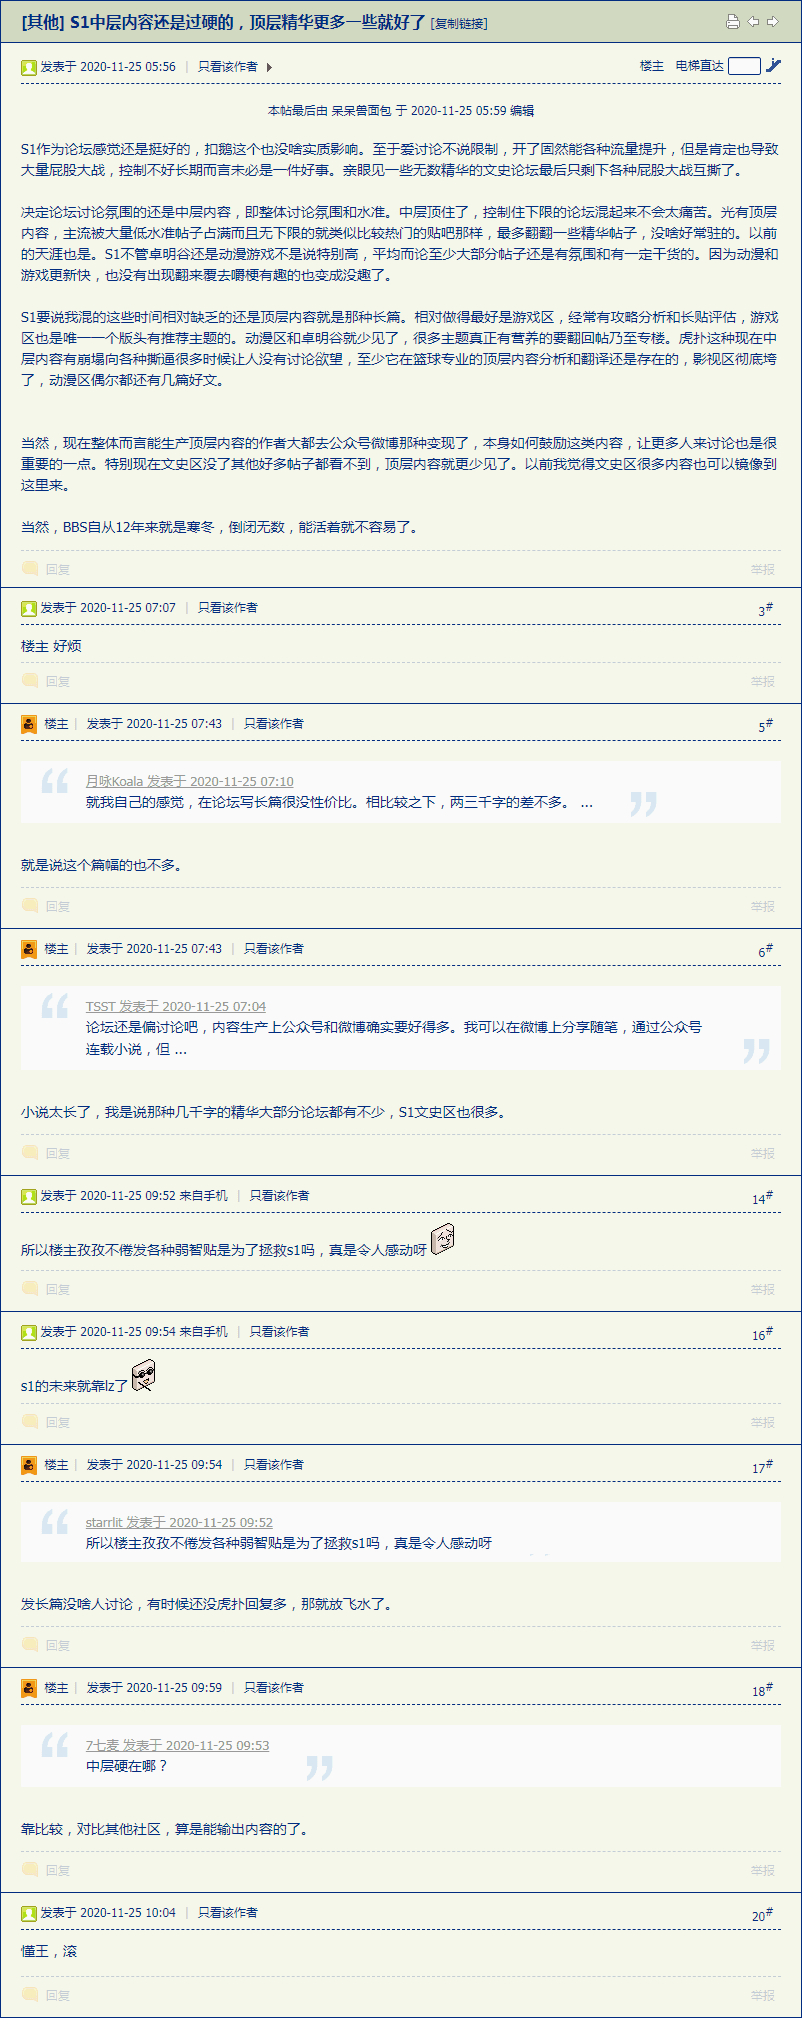 [其他] S1中层内容还是过硬的，顶层精华更多一些就好了 [复制链接]
发表于 2020-11-25 05:56 | 只看该作者
楼主 电梯直达
本帖最后由 呆呆兽面包 于 2020-11-25 05:59 编辑
S1作为论坛感觉还是挺好的，扣鹅这个也没啥实质影响。至于爱讨论不说限制，开了固然能各种流量提升，但是肯定也导致
大量屁股大战，控制不好长期而言未必是一件好事。亲眼见一些无数精华的文史论坛最后只剩下各种屁股大战互撕了。
决定论坛讨论氛围的还是中层内容，即整体讨论氛围和水准。中层顶住了，控制住下限的论坛混起来不会太痛苦。光有顶层
内容，主流被大量低水准帖子占满而且无下限的就类似比较热门的贴吧那样，最多翻翻一些精华帖子，没啥好常驻的。以前
的天涯也是。S1不管卓明谷还是动漫游戏不是说特别高，平均而论至少大部分帖子还是有氛围和有一定干货的。因为动漫和
游戏更新快，也没有出现翻来覆去嚼梗有趣的也变成没趣了。
S1要说我混的这些时间相对缺乏的还是顶层内容就是那种长篇。相对做得最好是游戏区，经常有攻略分析和长贴评估，游戏
区也是唯一一个版头有推荐主题的。动漫区和卓明谷就少见了，很多主题真正有营养的要翻回帖乃至专楼。虎扑这种现在中
层内容有崩塌向各种撕逼很多时候让人没有讨论欲望，至少它在篮球专业的顶层内容分析和翻译还是存在的，影视区彻底垮
了，动漫区偶尔都还有几篇好文。
当然，现在整体而言能生产顶层内容的作者大都去公众号微博那种变现了，本身如何鼓励这类内容，让更多人来讨论也是很
重要的一点。特别现在文史区没了其他好多帖子都看不到，顶层内容就更少见了。以前我觉得文史区很多内容也可以镜像到
这里来。
当然，BBS自从12年来就是寒冬，倒闭无数，能活着就不容易了。
回复 举报
发表于 2020-11-25 07:07 | 只看该作者 3#
楼主 好烦
回复 举报
楼主 | 发表于 2020-11-25 07:43 | 只看该作者 5#
月咏Koala 发表于 2020-11-25 07:10
就我自己的感觉，在论坛写长篇很没性价比。相比较之下，两三千字的差不多。 ...
就是说这个篇幅的也不多。
回复 举报
楼主 | 发表于 2020-11-25 07:43 | 只看该作者 6#
TSST 发表于 2020-11-25 07:04
论坛还是偏讨论吧，内容生产上公众号和微博确实要好得多。我可以在微博上分享随笔，通过公众号
连载小说，但 ...
小说太长了，我是说那种几千字的精华大部分论坛都有不少，S1文史区也很多。
回复 举报
发表于 2020-11-25 09:52 来自手机 | 只看该作者 14#
所以楼主孜孜不倦发各种弱智贴是为了拯救s1吗，真是令人感动呀
回复 举报
发表于 2020-11-25 09:54 来自手机 | 只看该作者 16#
s1的未来就靠lz了
回复 举报
楼主 | 发表于 2020-11-25 09:54 | 只看该作者 17#
starrlit 发表于 2020-11-25 09:52
所以楼主孜孜不倦发各种弱智贴是为了拯救s1吗，真是令人感动呀
发长篇没啥人讨论，有时候还没虎扑回复多，那就放飞水了。
回复 举报
楼主 | 发表于 2020-11-25 09:59 | 只看该作者 18#
7七麦 发表于 2020-11-25 09:53
中层硬在哪？
靠比较，对比其他社区，算是能输出内容的了。
回复 举报
发表于 2020-11-25 10:04 | 只看该作者 20#
懂王，滚
回复 举报